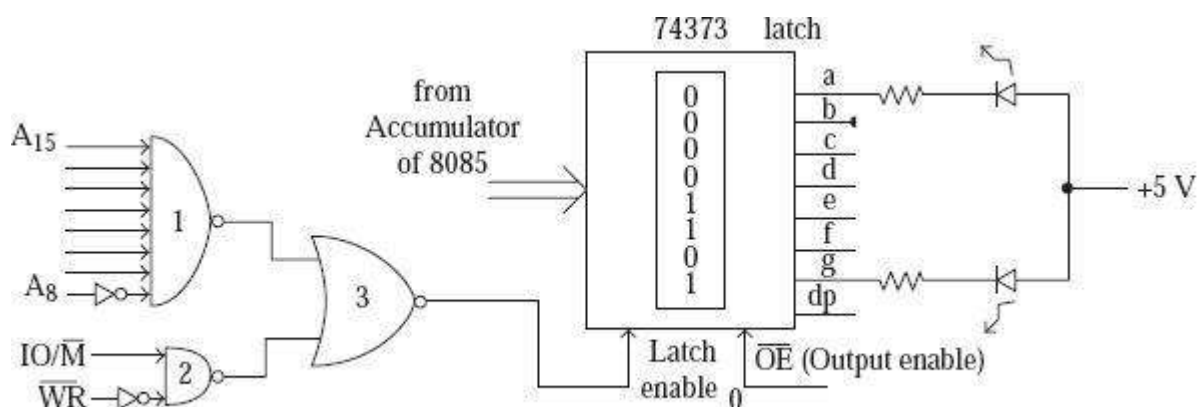 74373 latch
from
Accumulator
of 8085
A15
A8
IO/M̅
W̅R̅
1
2
3
0
0
0
0
1
1
0
1
a
b
c
d
e
f
g
dp
+5 V
Latch
enable
O̅E̅ (Output enable)
0